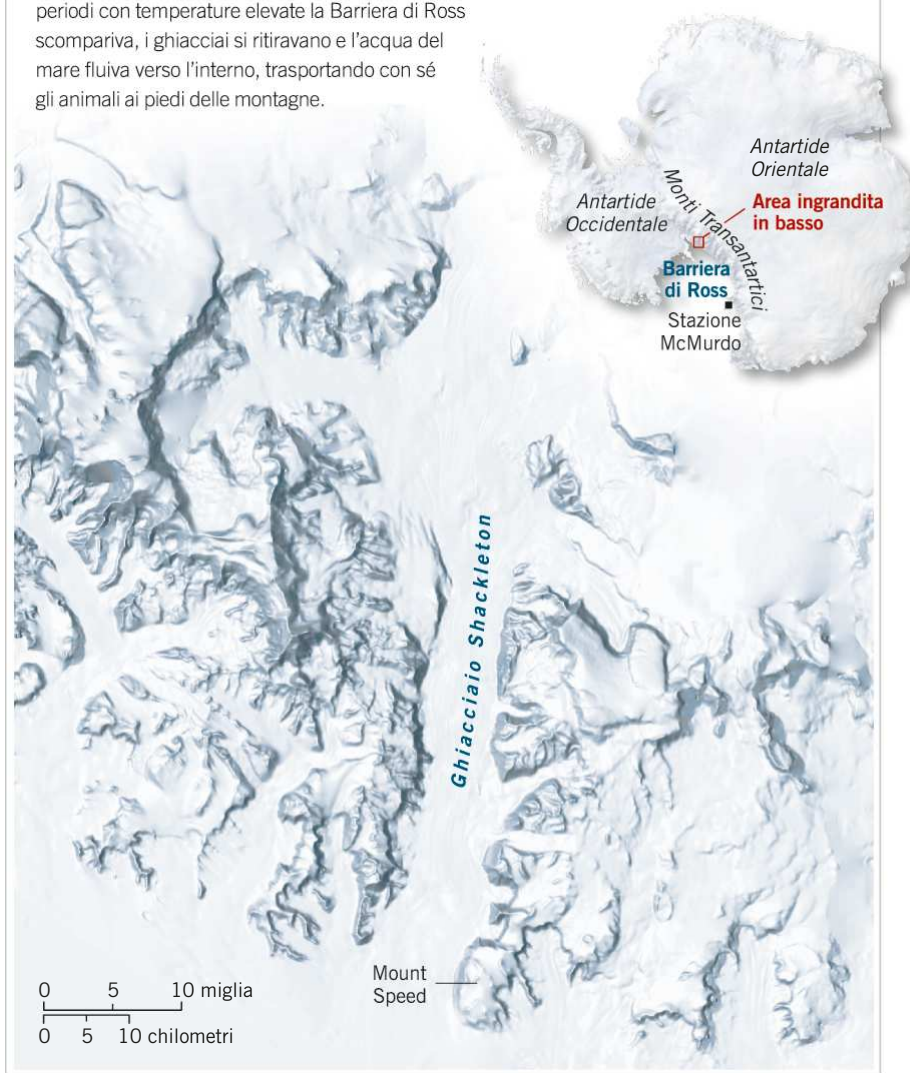 periodi con temperature elevate la Barriera di Ross
scompariva, i ghiacciai si ritiravano e l’acqua del
mare fluiva verso l’interno, trasportando con sé
gli animali ai piedi delle montagne.
Antartide
Orientale
Monti Transantartici
Antartide
Occidentale
Area ingrandita
in basso
Barriera
di Ross
Stazione
McMurdo
Ghiacciaio Shackleton
Mount
Speed
0 5 10 miglia
0 5 10 chilometri